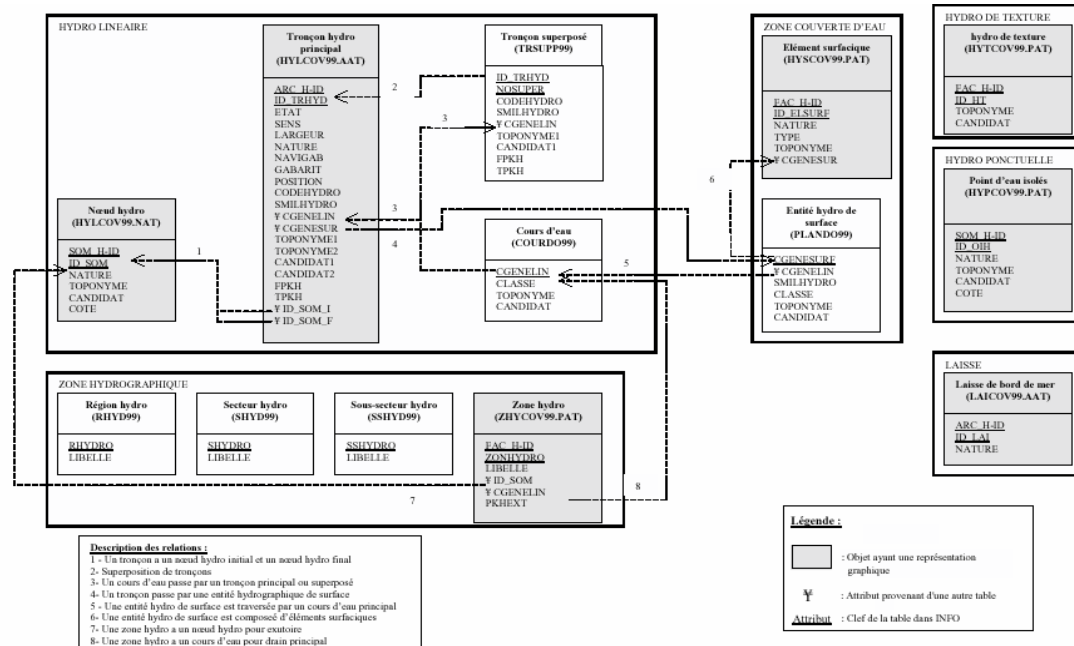 HYDRO LINEAIRE
Tronçon hydro
principal
(HYLCOV99.AAT)
ARC_H-ID
ID_TRHYD
ETAT
SENS
LARGEUR
NATURE
NAVIGAB
GABARIT
POSITION
CODEHYDRO
SMILHYDRO
¥ CGENELIN
¥ CGENESUR
TOPONYME1
TOPONYME2
CANDIDAT1
CANDIDAT2
FPKH
TPKH
¥ ID_SOM_I
¥ ID_SOM_F
Tronçon superposé
(TRSUPP99)
ID_TRHYD
NOSUPER
CODEHYDRO
SMILHYDRO
¥ CGENELIN
TOPONYME1
CANDIDAT1
FPKH
TPKH
2
3
3
4
Nœud hydro
(HYLCOV99.NAT)
SOM_H-ID
ID_SOM
NATURE
TOPONYME
CANDIDAT
COTE
1
Cours d'eau
(COURDO99)
CGENELIN
CLASSE
TOPONYME
CANDIDAT
5
ZONE COUVERTE D'EAU
Elément surfacique
(HYSCOV99.PAT)
FAC_H-ID
ID_ELSURF
NATURE
TYPE
TOPONYME
¥ CGENESUR
6
Entité hydro de
surface
(PLANDO99)
CGENESURF
¥ CGENELIN
SMILHYDRO
CLASSE
TOPONYME
CANDIDAT
HYDRO DE TEXTURE
hydro de texture
(HYTCOV99.PAT)
FAC_H-ID
ID_HT
TOPONYME
CANDIDAT
HYDRO PONCTUELLE
Point d'eau isolés
(HYPCOV99.PAT)
SOM_H-ID
ID_OIH
NATURE
TOPONYME
CANDIDAT
COTE
LAISSE
Laisse de bord de mer
(LAICOV99.AAT)
ARC_H-ID
ID_LAI
NATURE
ZONE HYDROGRAPHIQUE
Région hydro
(RHYD99)
RHYDRO
LIBELLE
Secteur hydro
(SHYD99)
SHYDRO
LIBELLE
Sous-secteur hydro
(SSHYD99)
SSHYDRO
LIBELLE
Zone hydro
(ZHYCOV99.PAT)
FAC_H-ID
ZONHYDRO
LIBELLE
¥ ID_SOM
¥ CGENELIN
PKHEXT
7
8
Description des relations :
1 - Un tronçon a un nœud hydro initial et un nœud hydro final
2- Superposition de tronçons
3- Un cours d'eau passe par un tronçon principal ou superposé
4- Un tronçon passe par une entité hydrographique de surface
5 - Une entité hydro de surface est traversée par un cours d'eau principal
6- Une entité hydro de surface est composeé d'éléments surfaciques
7- Une zone hydro a un nœud hydro pour exutoire
8- Une zone hydro a un cours d'eau pour drain principal
Légende :
: Objet ayant une représentation
graphique
¥ : Attribut provenant d'une autre table
Attribut : Clef de la table dans INFO